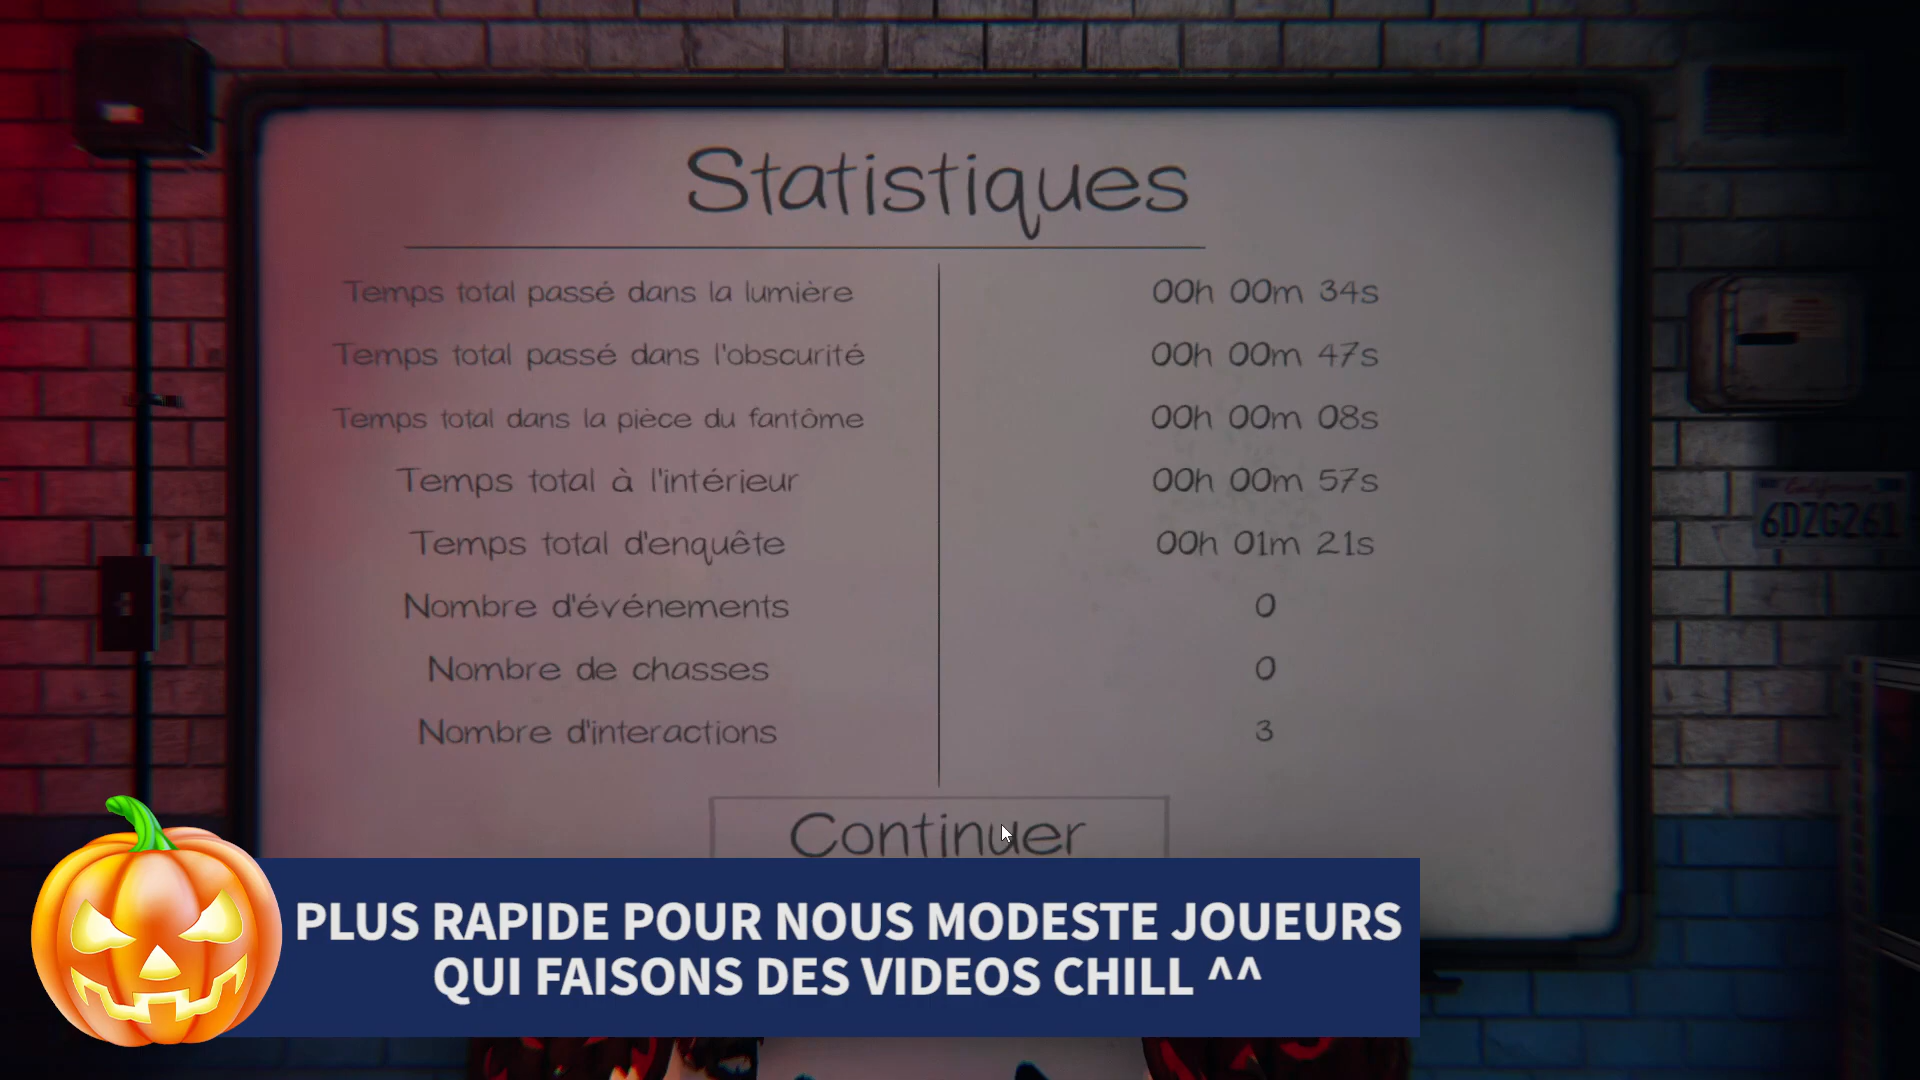 Statistiques
Temps total passé dans la lumière 00h 00m 34s
Temps total passé dans l'obscurité 00h 00m 47s
Temps total dans la pièce du fantôme 00h 00m 08s
Temps total à l'intérieur 00h 00m 57s
Temps total d'enquête 00h 01m 21s
Nombre d'événements 0
Nombre de chasses 0
Nombre d'interactions 3
Continuer
California
6DZG261
PLUS RAPIDE POUR NOUS MODESTE JOUEURS
QUI FAISONS DES VIDEOS CHILL ^^